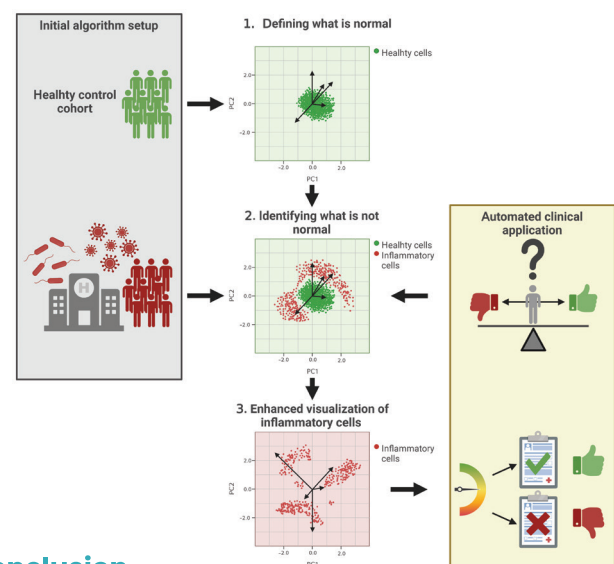 Initial algorithm setup
Healhty control
cohort
H
1. Defining what is normal
Healhty cells
PC2
2.0
0.0
-2.0
-2.0 0.0 2.0
PC1
2. Identifying what is not
normal
Healhty cells
Inflammatory
cells
PC2
2.0
0.0
-2.0
-2.0 0.0 2.0
PC1
3. Enhanced visualization of
inflammatory cells
Inflammatory
cells
PC2
2.0
0.0
-2.0
-2.0 0.0 2.0
PC1
Automated clinical
application
?